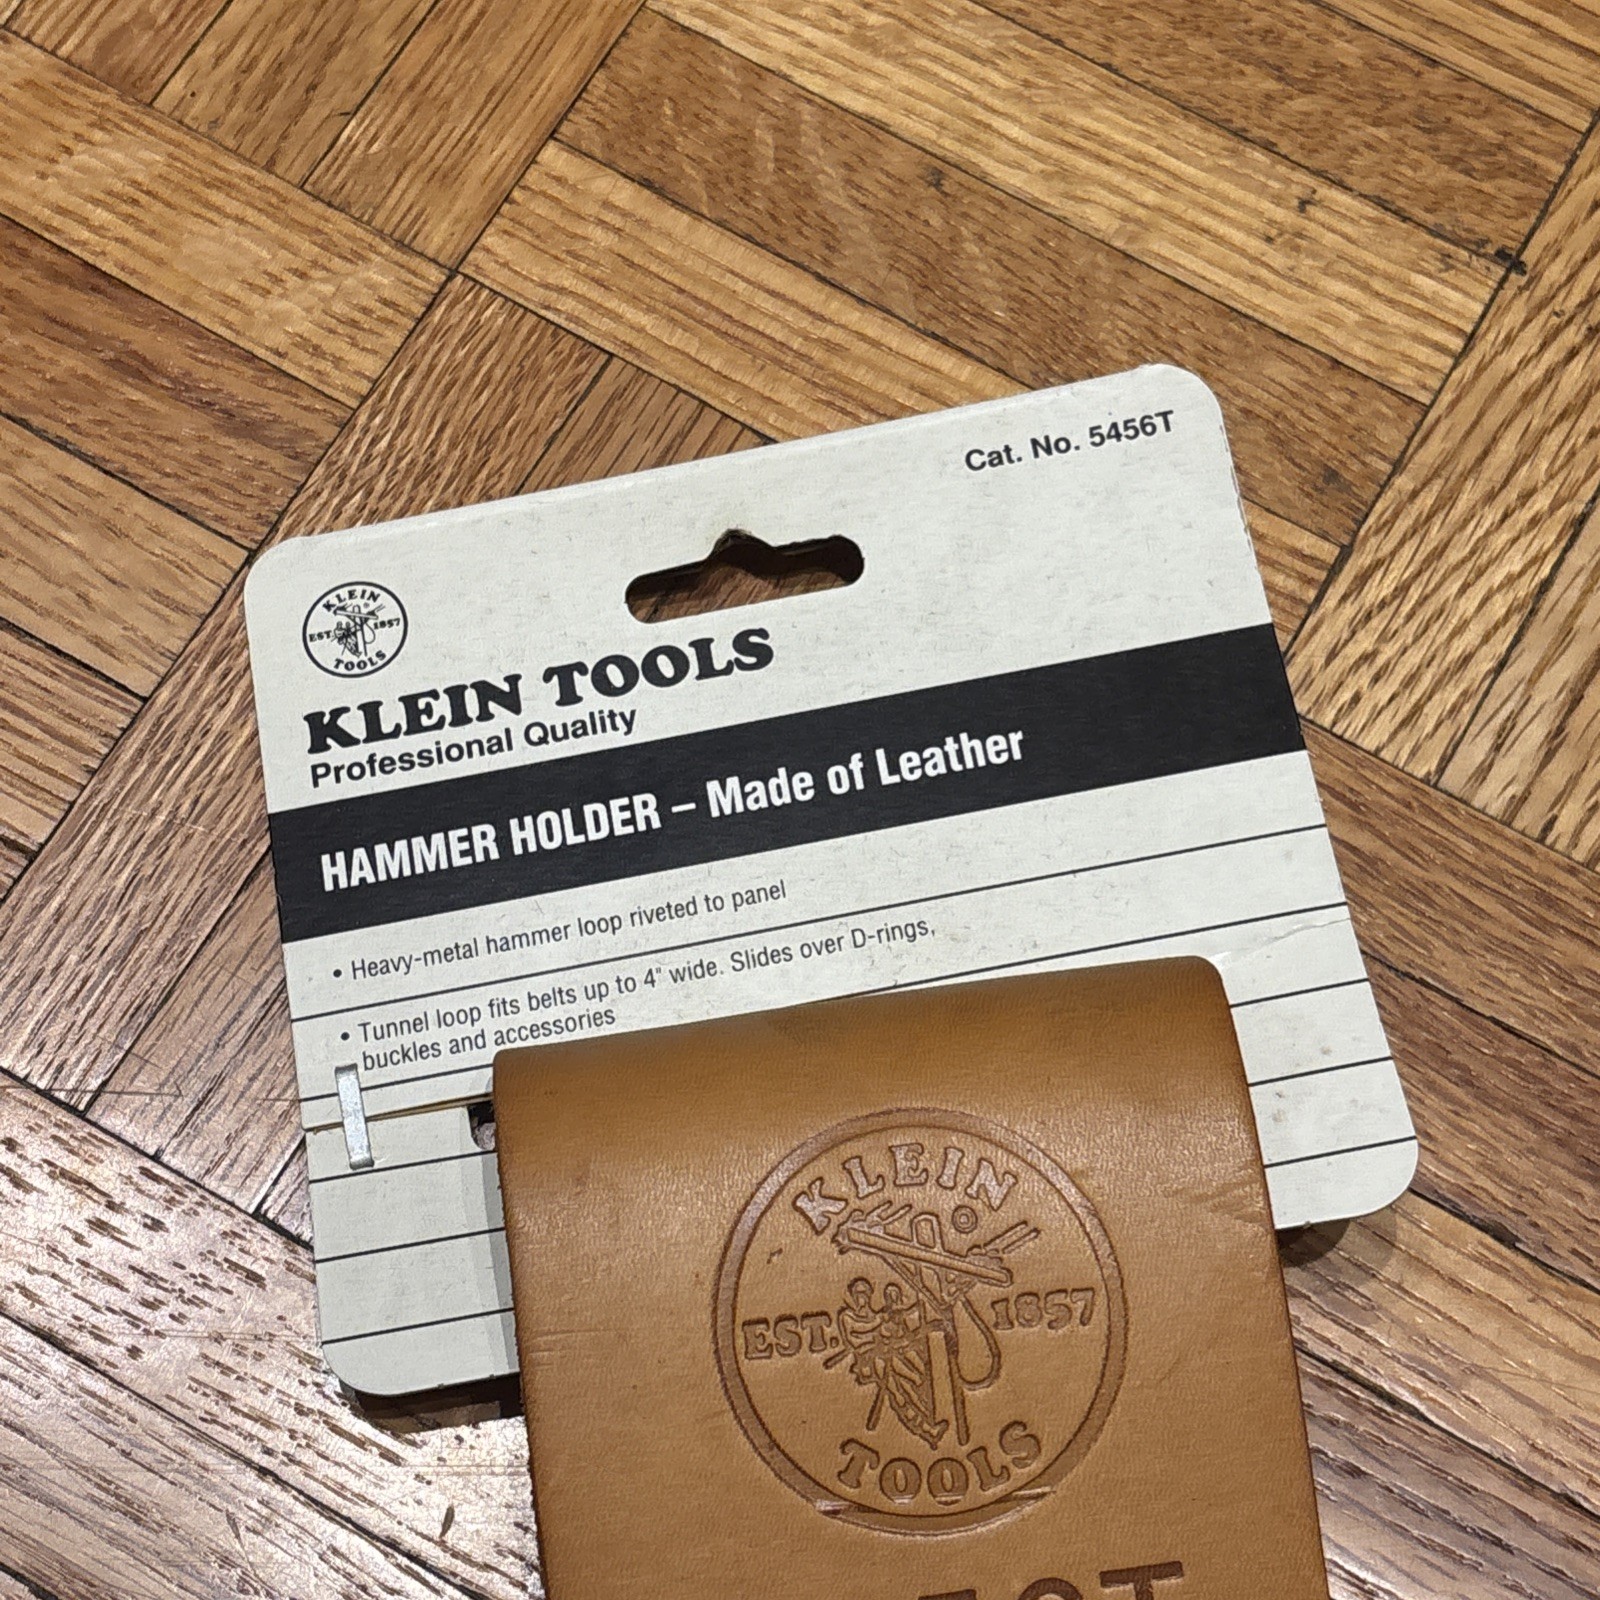 Cat. No. 5456T
KLEIN
EST. 1857
TOOLS
KLEIN TOOLS
Professional Quality
HAMMER HOLDER – Made of Leather
• Heavy-metal hammer loop riveted to panel
• Tunnel loop fits belts up to 4" wide. Slides over D-rings,
buckles and accessories
KLEIN
EST. 1857
TOOLS